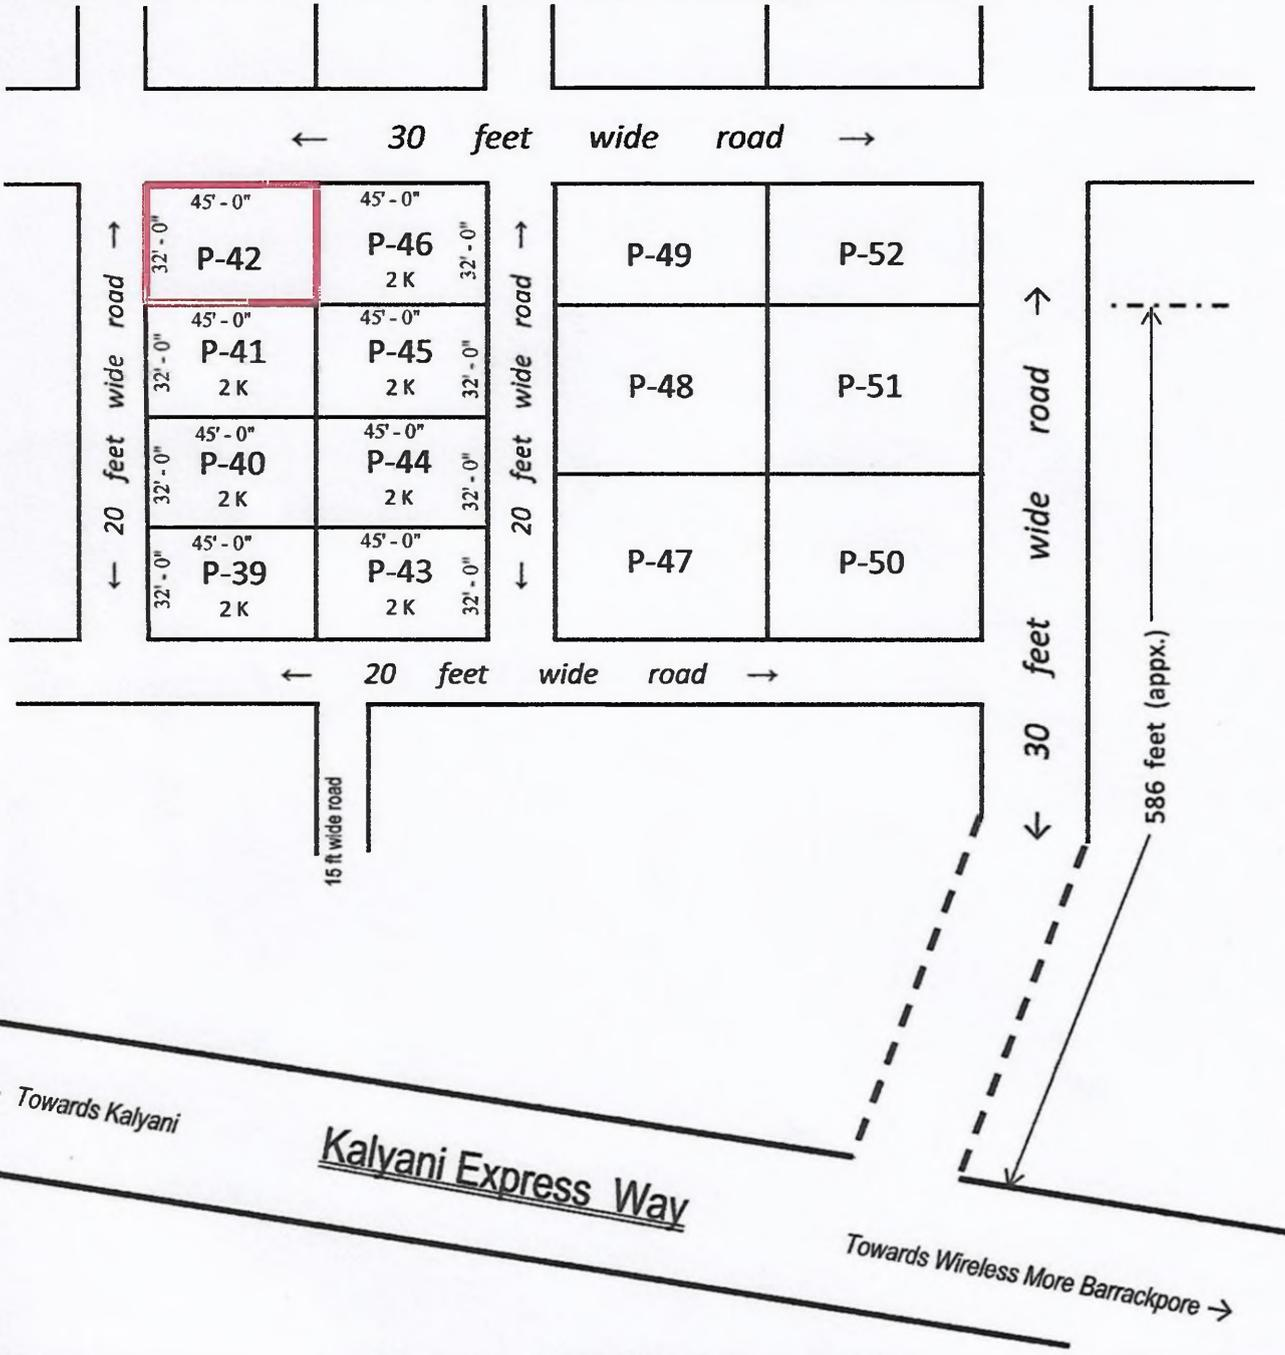 ← 30 feet wide road →
45' - 0"
32' - 0"
P-42
45' - 0"
P-46
2 K
32' - 0"
P-49
P-52
45' - 0"
32' - 0"
P-41
2 K
45' - 0"
P-45
2 K
32' - 0"
P-48
P-51
45' - 0"
32' - 0"
P-40
2 K
45' - 0"
P-44
2 K
32' - 0"
45' - 0"
32' - 0"
P-39
2 K
45' - 0"
P-43
2 K
32' - 0"
P-47
P-50
← 20 feet wide road →
← 20 feet wide road →
← 30 feet wide road →
586 feet (appx.)
← 20 feet wide road →
15 ft wide road
Towards Kalyani
Kalyani Express Way
Towards Wireless More Barrackpore →